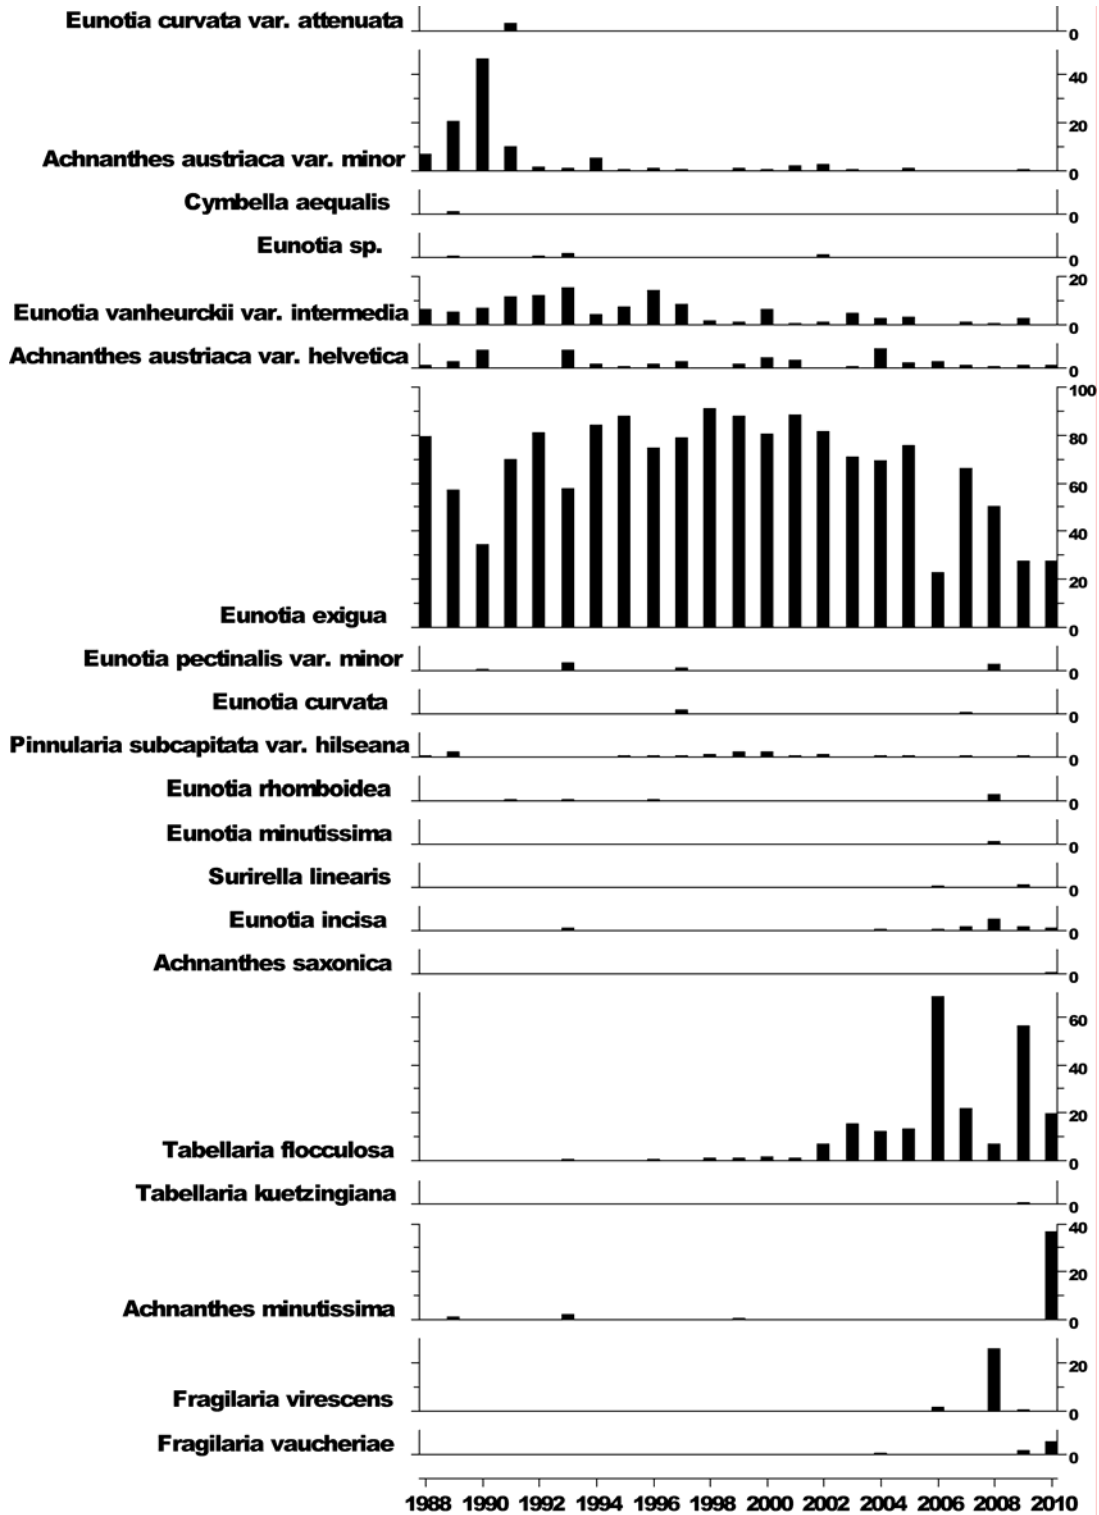 Eunotia curvata var. attenuata
0
40
20
Achnanthes austriaca var. minor
0
Cymbella aequalis
0
Eunotia sp.
0
20
Eunotia vanheurckii var. intermedia
0
Achnanthes austriaca var. helvetica
0
100
80
60
40
20
Eunotia exigua
0
Eunotia pectinalis var. minor
0
Eunotia curvata
0
Pinnularia subcapitata var. hilseana
0
Eunotia rhomboidea
0
Eunotia minutissima
0
Surirella linearis
0
Eunotia incisa
0
Achnanthes saxonica
0
60
40
20
Tabellaria flocculosa
0
Tabellaria kuetzingiana
0
40
20
Achnanthes minutissima
0
20
Fragilaria virescens
0
Fragilaria vaucheriae
0
1988 1990 1992 1994 1996 1998 2000 2002 2004 2006 2008 2010